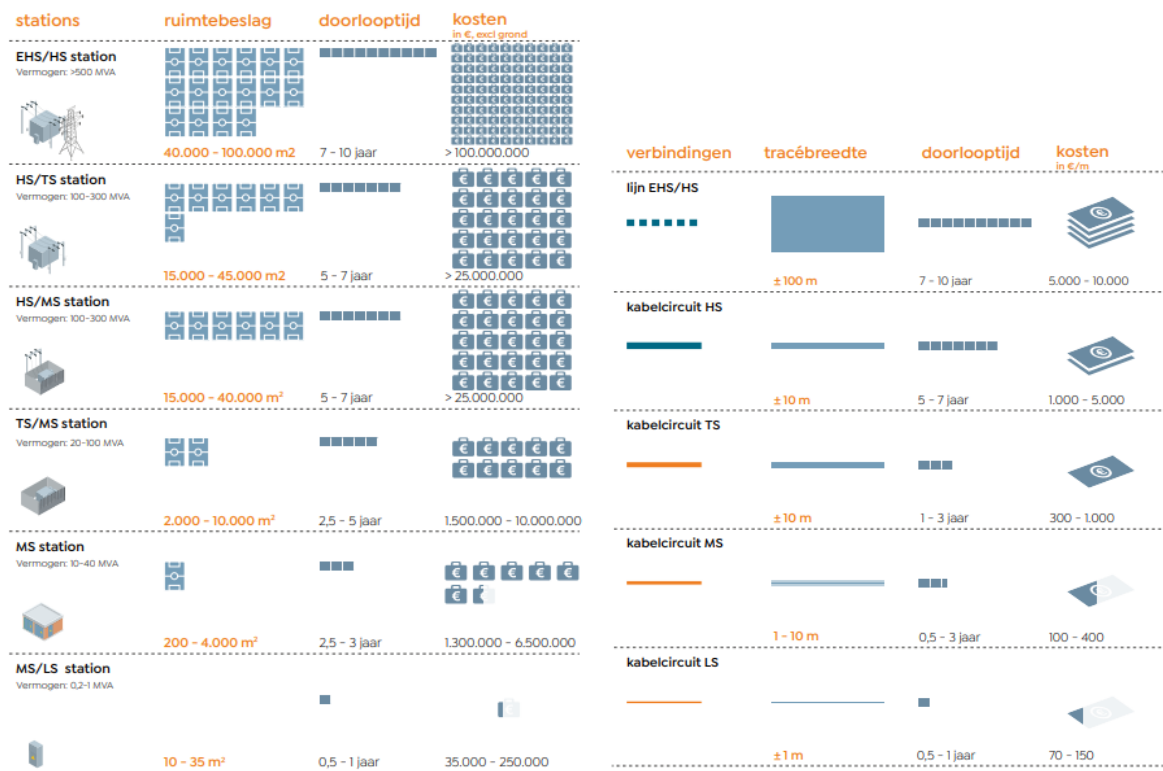 stations ruimtebeslag doorlooptijd kosten
in €, excl grond
EHS/HS station
Vermogen: >500 MVA
40.000 - 100.000 m2 7 - 10 jaar >100.000.000
HS/TS station
Vermogen: 100-300 MVA
15.000 - 45.000 m2 5 - 7 jaar > 25.000.000
HS/MS station
Vermogen: 100-300 MVA
15.000 - 40.000 m² 5 - 7 jaar > 25.000.000
TS/MS station
Vermogen: 20-100 MVA
2.000 - 10.000 m² 2,5 - 5 jaar 1.500.000 - 10.000.000
MS station
Vermogen: 10-40 MVA
200 - 4.000 m² 2,5 - 3 jaar 1.300.000 - 6.500.000
MS/LS station
Vermogen: 0,2-1 MVA
10 - 35 m² 0,5 - 1 jaar 35.000 - 250.000
verbindingen tracébreedte doorlooptijd kosten
in €/m
lijn EHS/HS
±100 m 7 - 10 jaar 5.000 - 10.000
kabelcircuit HS
±10 m 5 - 7 jaar 1.000 - 5.000
kabelcircuit TS
±10 m 1 - 3 jaar 300 - 1.000
kabelcircuit MS
1 - 10 m 0,5 - 3 jaar 100 - 400
kabelcircuit LS
±1 m 0,5 - 1 jaar 70 - 150